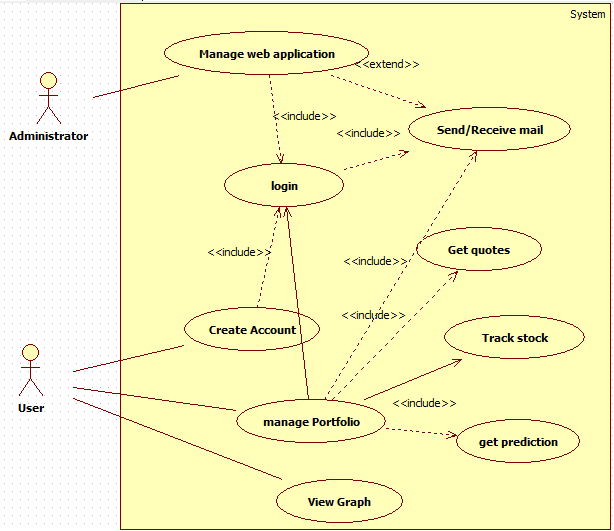 System
Manage web application
<<extend>>
Administrator
<<include>>
<<include>>
Send/Receive mail
login
<<include>>
Get quotes
<<include>>
<<include>>
Create Account
Track stock
User
<<include>>
manage Portfolio
get prediction
View Graph